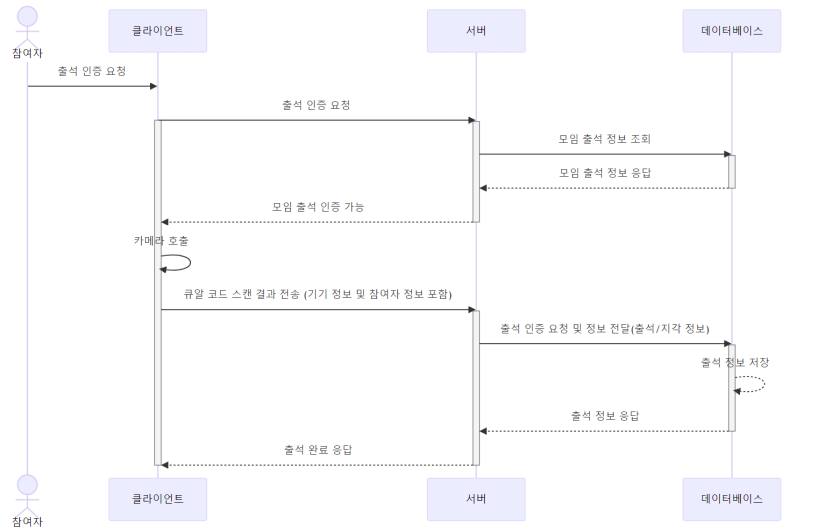 참여자
클라이언트
서버
데이터베이스
출석 인증 요청
출석 인증 요청
모임 출석 정보 조회
모임 출석 정보 응답
모임 출석 인증 가능
카메라 호출
큐알 코드 스캔 결과 전송 (기기 정보 및 참여자 정보 포함)
출석 인증 요청 및 정보 전달(출석/지각 정보)
출석 정보 저장
출석 정보 응답
출석 완료 응답
참여자
클라이언트
서버
데이터베이스